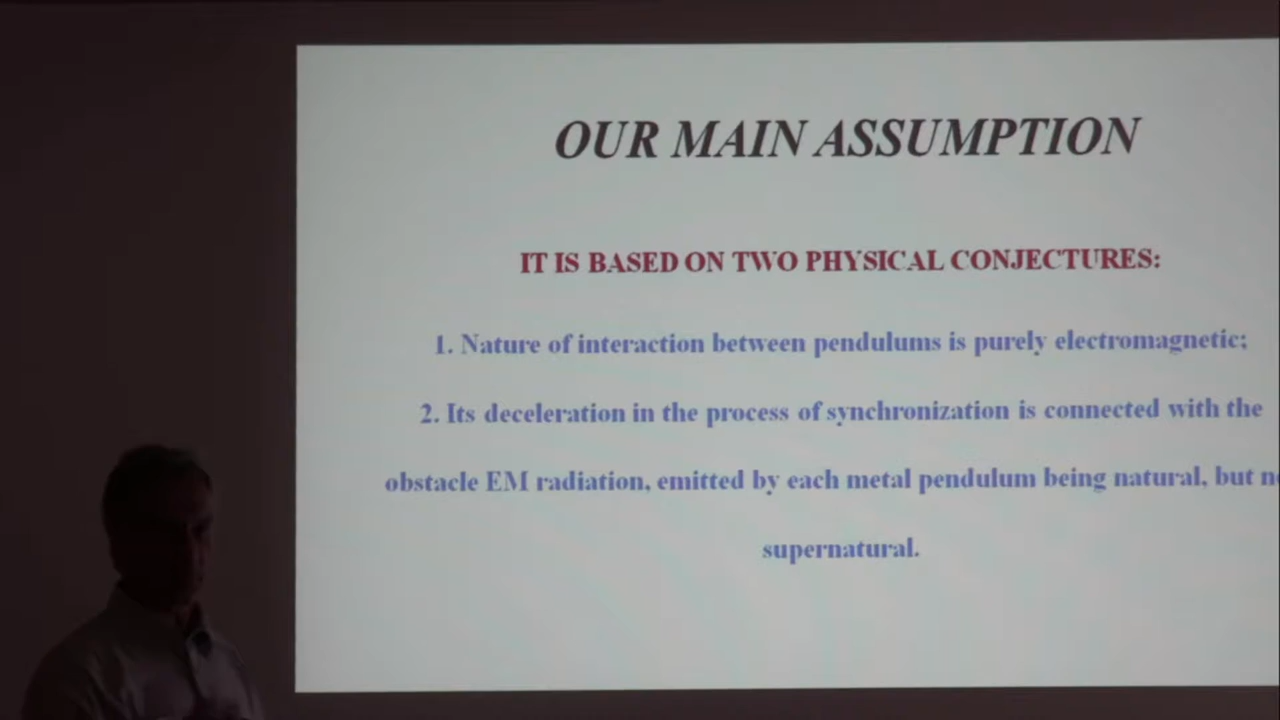 OUR MAIN ASSUMPTION
IT IS BASED ON TWO PHYSICAL CONJECTURES:
1. Nature of interaction between pendulums is purely electromagnetic;
2. Its deceleration in the process of synchronization is connected with the
obstacle EM radiation, emitted by each metal pendulum being natural, but
supernatural.